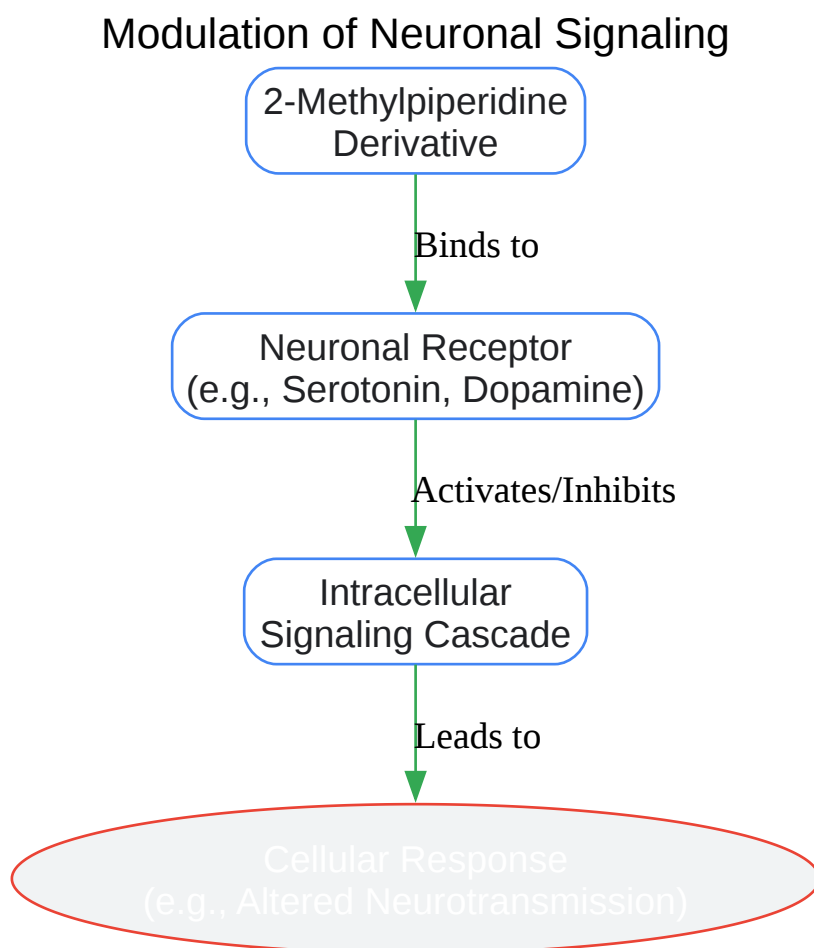 Modulation of Neuronal Signaling
2-Methylpiperidine
Derivative
Binds to
Neuronal Receptor
(e.g., Serotonin, Dopamine)
Activates/Inhibits
Intracellular
Signaling Cascade
Leads to
Cellular Response
(e.g., Altered Neurotransmission)